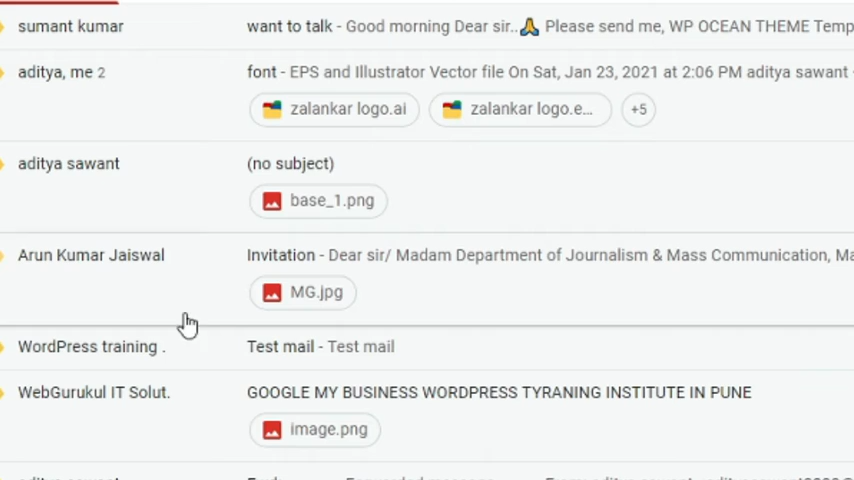 sumant kumar want to talk - Good morning Dear sir..🙏 Please send me, WP OCEAN THEME Temp
aditya, me 2 font - EPS and Illustrator Vector file On Sat, Jan 23, 2021 at 2:06 PM aditya sawant
zalankar logo.ai zalankar logo.e... +5
aditya sawant (no subject)
base_1.png
Arun Kumar Jaiswal Invitation - Dear sir/ Madam Department of Journalism & Mass Communication, Ma
MG.jpg
WordPress training . Test mail - Test mail
WebGurukul IT Solut. GOOGLE MY BUSINESS WORDPRESS TYRANING INSTITUTE IN PUNE
image.png